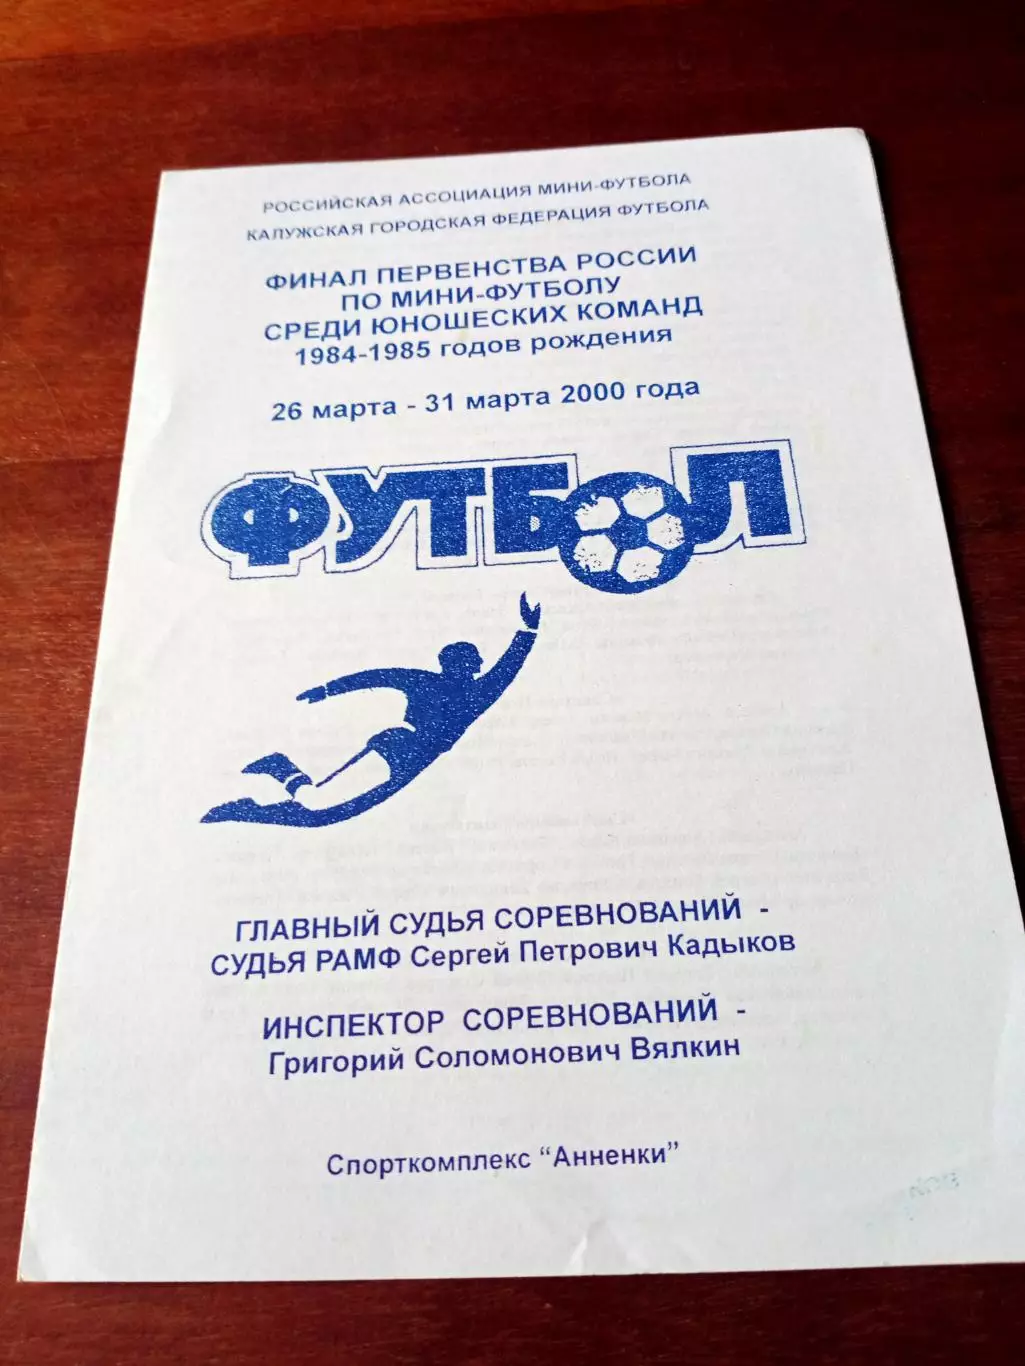 РОССИЙСКАЯ АССОЦИАЦИЯ МИНИ-ФУТБОЛА
КАЛУЖСКАЯ ГОРОДСКАЯ ФЕДЕРАЦИЯ ФУТБОЛА
ФИНАЛ ПЕРВЕНСТВА РОССИИ
ПО МИНИ-ФУТБОЛУ
СРЕДИ ЮНОШЕСКИХ КОМАНД
1984-1985 годов рождения
26 марта - 31 марта 2000 года
ФУТБОЛ
ГЛАВНЫЙ СУДЬЯ СОРЕВНОВАНИЙ -
СУДЬЯ РАМФ Сергей Петрович Кадыков
ИНСПЕКТОР СОРЕВНОВАНИЙ -
Григорий Соломонович Вялкин
Спорткомплекс “Анненки”